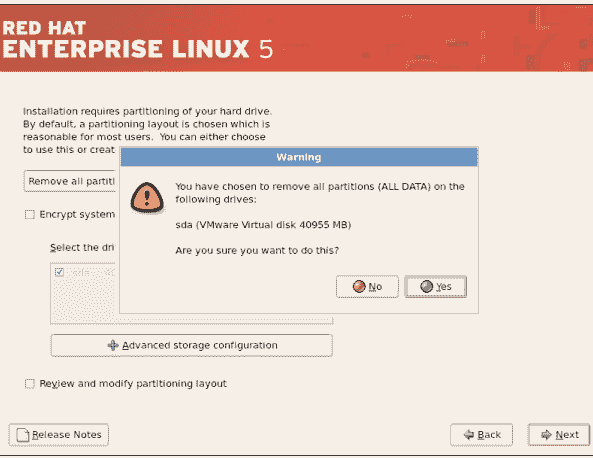 RED HAT
ENTERPRISE LINUX 5
Installation requires partitioning of your hard drive.
By default, a partitioning layout is chosen which is
reasonable for most users. You can either choose
to use this or creat
Warning
Remove all partiti
You have chosen to remove all partitions (ALL DATA) on the
following drives:
Encrypt system
sda (VMware Virtual disk 40955 MB)
Select the dri
Are you sure you want to do this?
sda
No
Yes
Advanced storage configuration
Review and modify partitioning layout
Release Notes
Back
Next